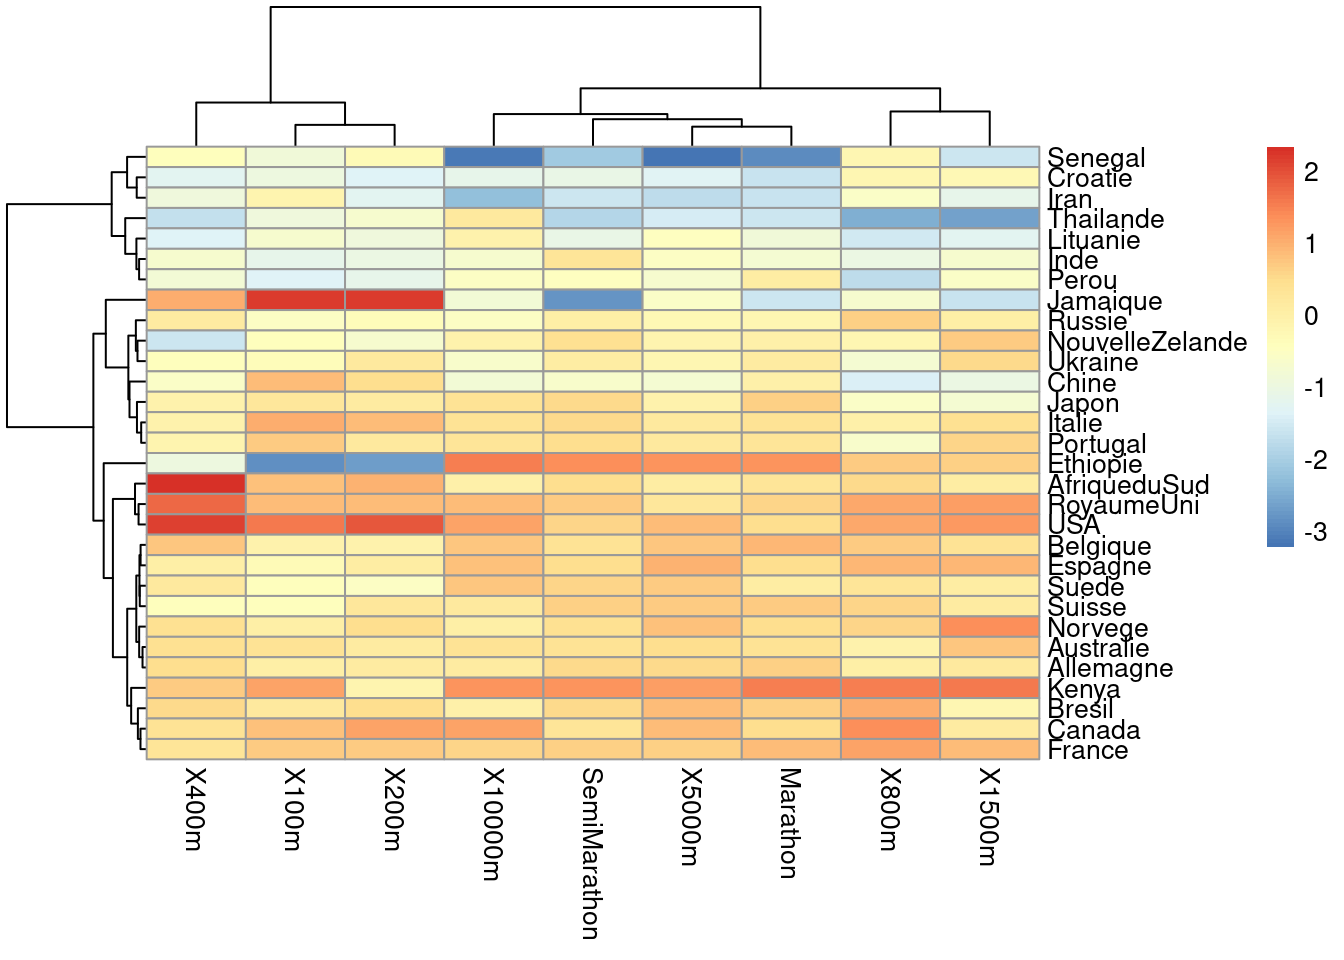 Senegal
Croatie
Iran
Thailande
Lituanie
Inde
Perou
Jamaique
Russie
NouvelleZelande
Ukraine
Chine
Japon
Italie
Portugal
Ethiopie
AfriqueduSud
RoyaumeUni
USA
Belgique
Espagne
Suede
Suisse
Norvege
Australie
Allemagne
Kenya
Bresil
Canada
France
2
1
0
-1
-2
-3
X400m
X100m
X200m
X10000m
SemiMarathon
X5000m
Marathon
X800m
X1500m